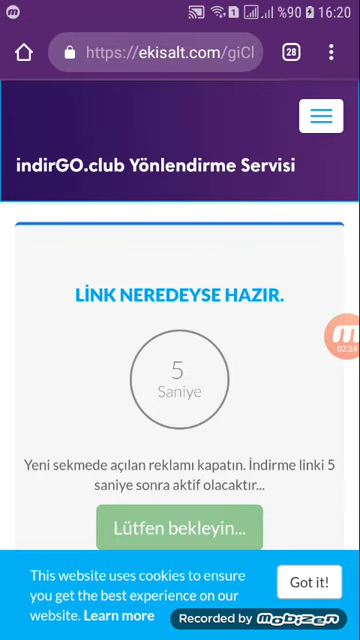 %90 16:20
https://ekisalt.com/giCl
28
indirGO.club Yönlendirme Servisi
LİNK NEREDEYSE HAZIR.
5
Saniye
02:24
Yeni sekmede açılan reklamı kapatın. İndirme linki 5
saniye sonra aktif olacaktır...
Lütfen bekleyin...
This website uses cookies to ensure
you get the best experience on our
website. Learn more
Got it!
Recorded by Mobizen